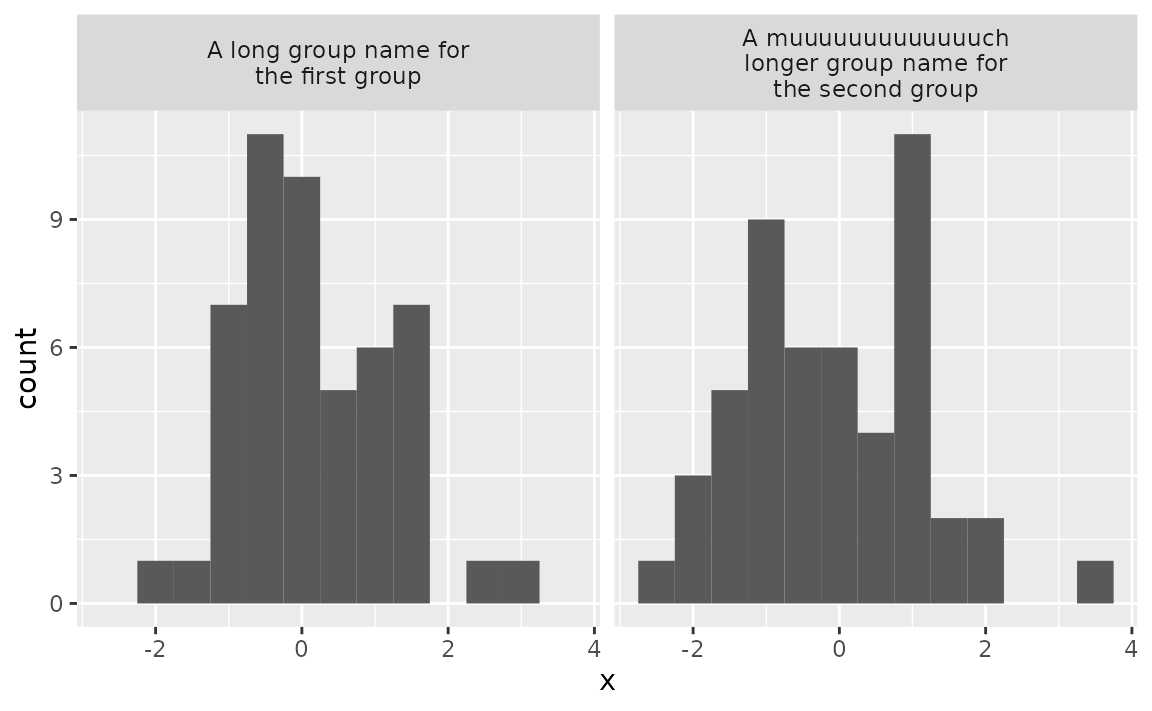 A long group name for
the first group
A muuuuuuuuuuuuuch
longer group name for
the second group
count
9
6
3
0
-2 0 2 4
-2 0 2 4
x